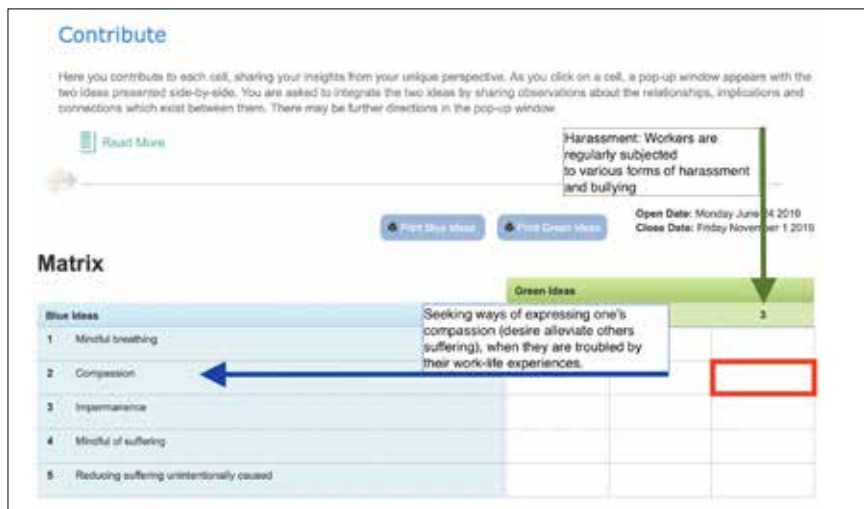 Contribute
Here you contribute to each cell, sharing your insights from your unique perspective. As you click on a cell, a pop-up window appears with the
two ideas presented side-by-side. You are asked to integrate the two ideas by sharing observations about the relationships, implications and
connections which exist between them. There may be further directions in the pop-up window
Read More
Harassment: Workers are
regularly subjected
to various forms of harassment
and bullying
Print Blue Ideas
Print Green Ideas
Open Date: Monday June 24 2019
Close Date: Friday November 1 2019
Matrix
Green Ideas
Blue Ideas
3
Seeking ways of expressing one's
compassion (desire alleviate others
suffering), when they are troubled by
their work-life experiences.
1 Mindful breathing
2 Compassion
3 Impermanence
4 Mindful of suffering
5 Reducing suffering unintentionally caused